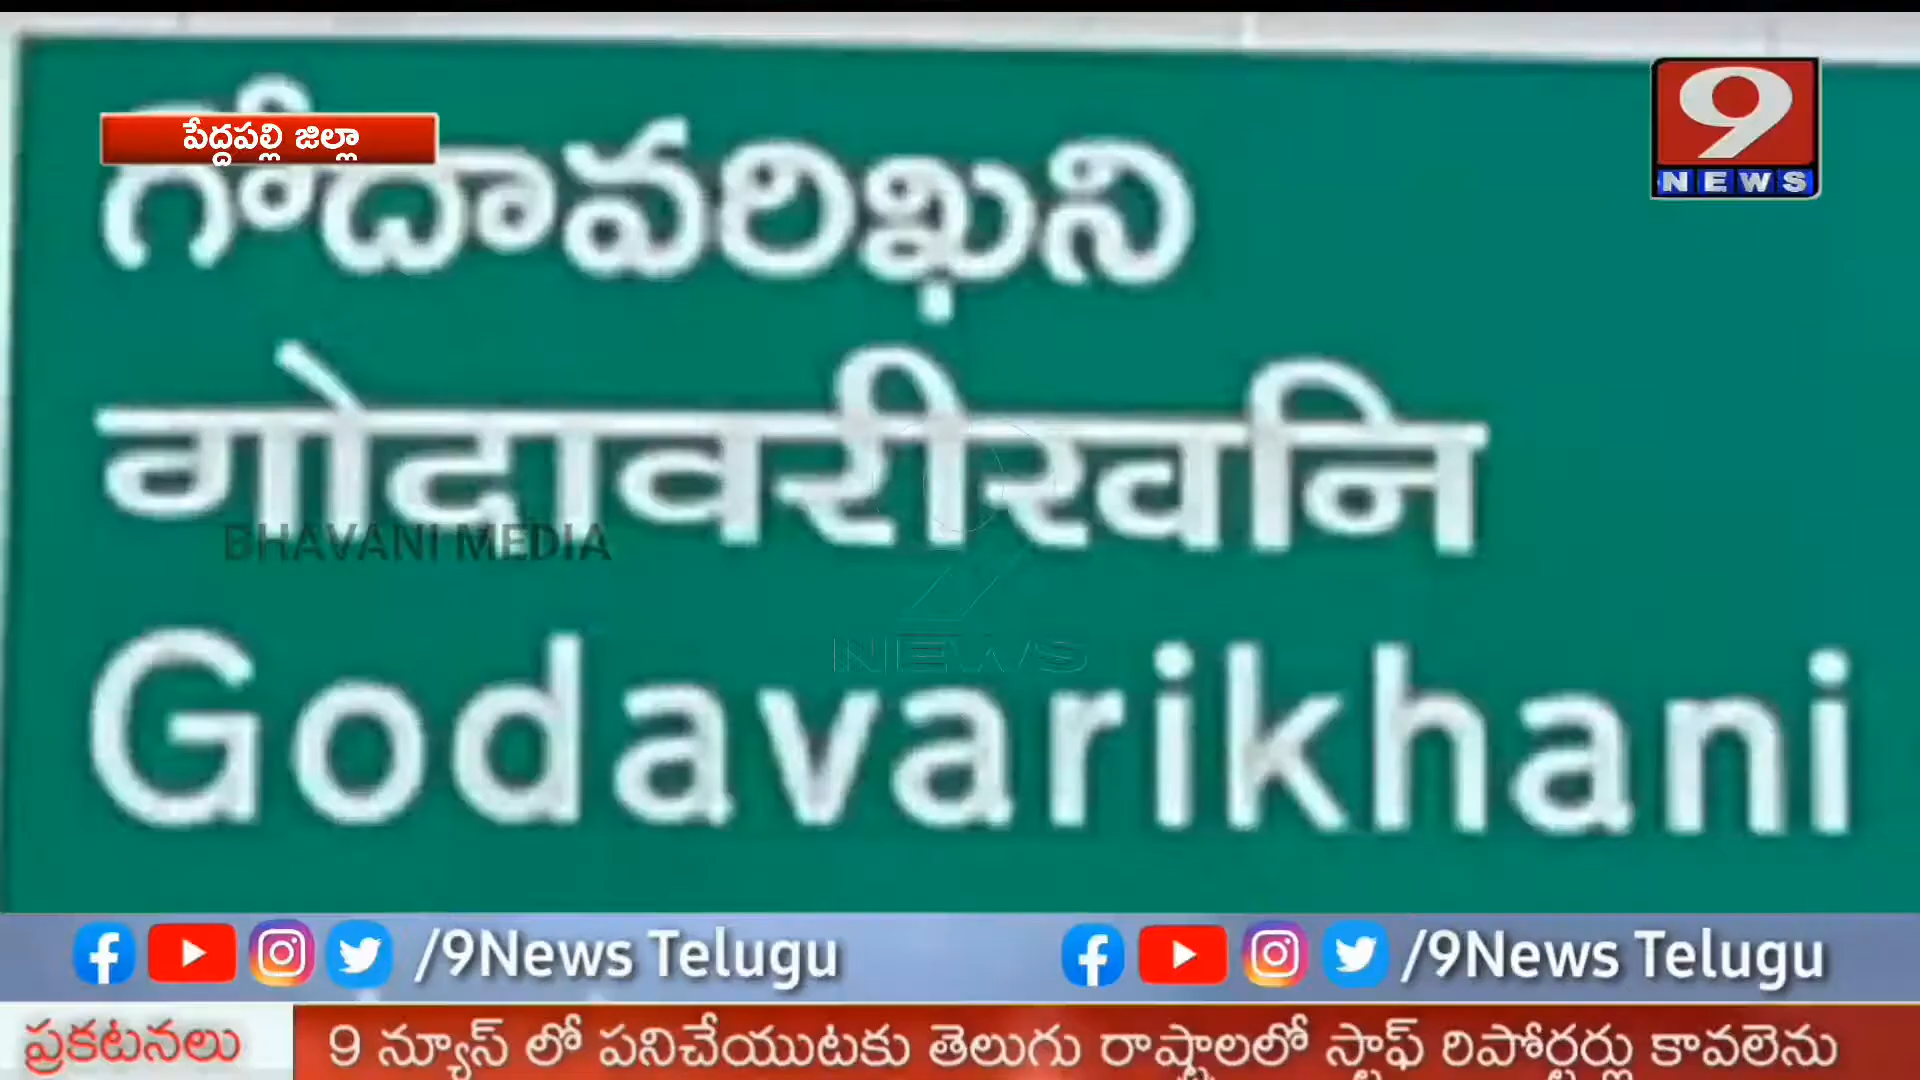 పేద్దపల్లి జిల్లా
9
NEWS
గోదావరిఖని
गोदावरीखनि
BHAVANI MEDIA
NEWS
Godavarikhani
/9News Telugu
/9News Telugu
ప్రకటనలు
9 న్యూస్ లో పనిచేయుటకు తెలుగు రాష్ట్రాలలో స్టాఫ్ రిపోర్టర్లు కావలెను